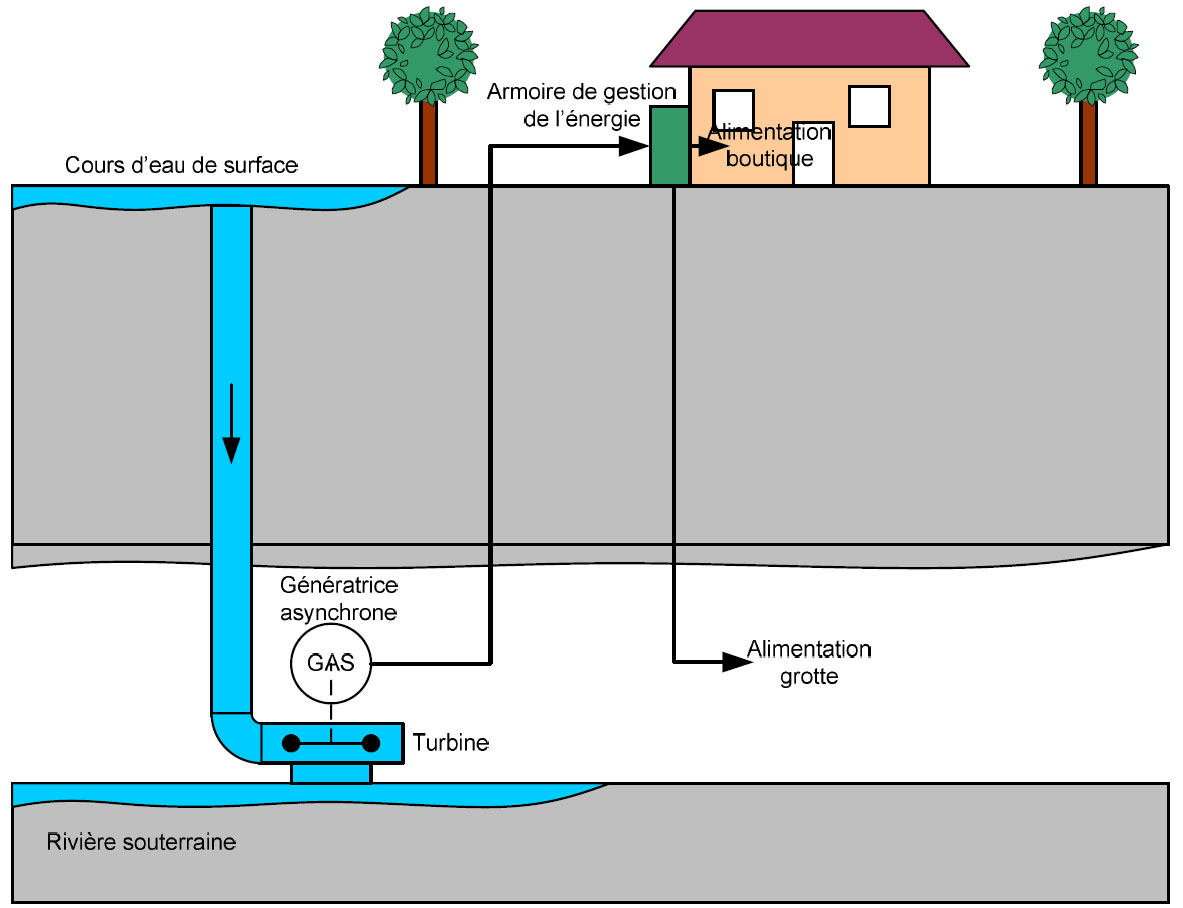 Armoire de gestion
de l'énergie
Alimentation
boutique
Cours d'eau de surface
Génératrice
asynchrone
GAS
Alimentation
grotte
Turbine
Rivière souterraine